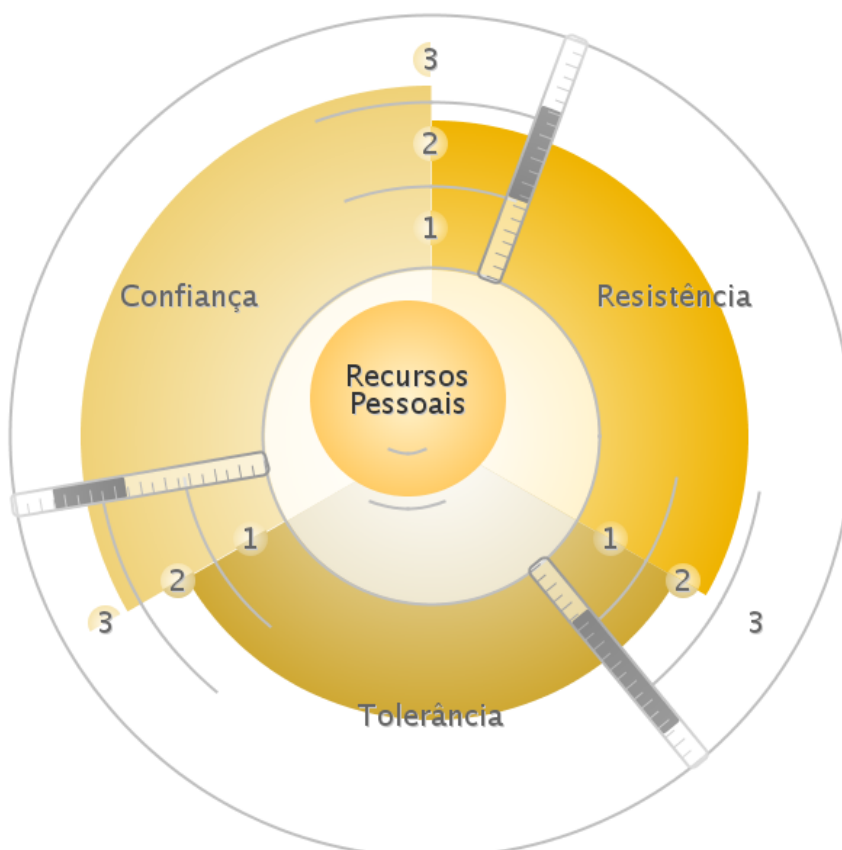 3
2
1
Confiança
Resistência
Recursos
Pessoais
1
1
2
2
3
3
Tolerância